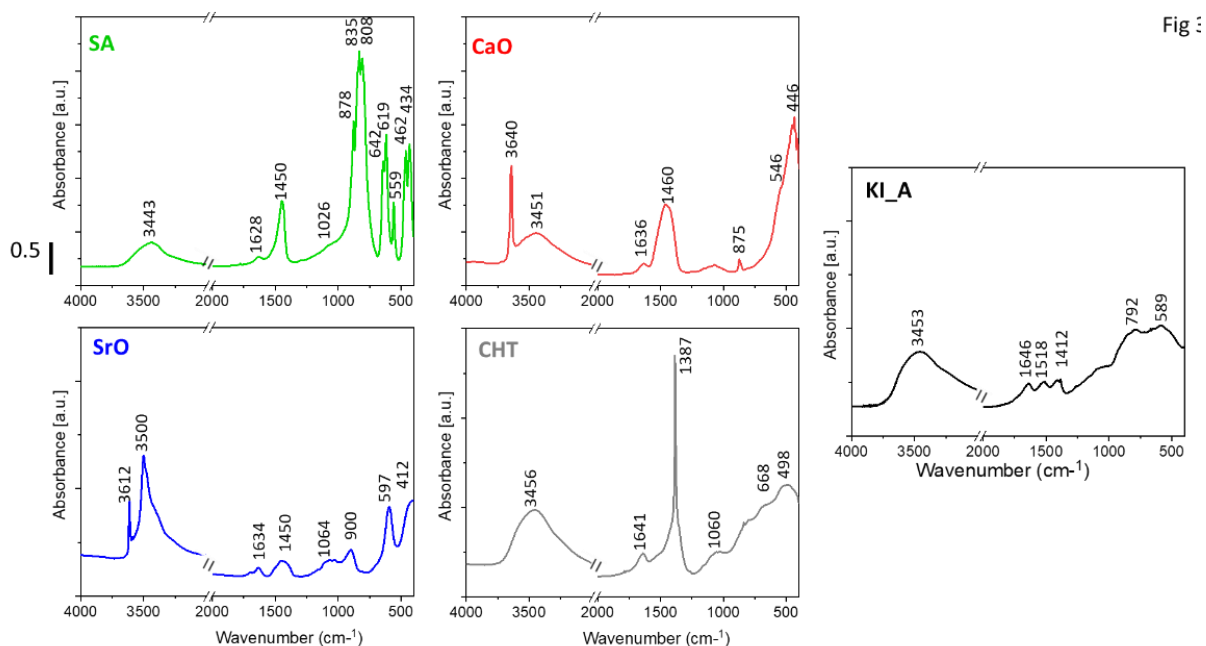 Fig 3
SA
Absorbance [a.u.]
3443
1628
1450
1026
878
835
808
642
619
559
462
434
0.5
4000 3500 2000 1500 1000 500
CaO
Absorbance [a.u.]
3640
3451
1636
1460
875
546
446
4000 3500 2000 1500 1000 500
KI_A
Absorbance [a.u.]
3453
1646
1518
1412
792
589
4000 3500 2000 1500 1000 500
Wavenumber (cm-1)
SrO
Absorbance [a.u.]
3612
3500
1634
1450
1064
900
597
412
4000 3500 2000 1500 1000 500
Wavenumber (cm-1)
CHT
Absorbance [a.u.]
3456
1641
1387
1060
668
498
4000 3500 2000 1500 1000 500
Wavenumber (cm-1)